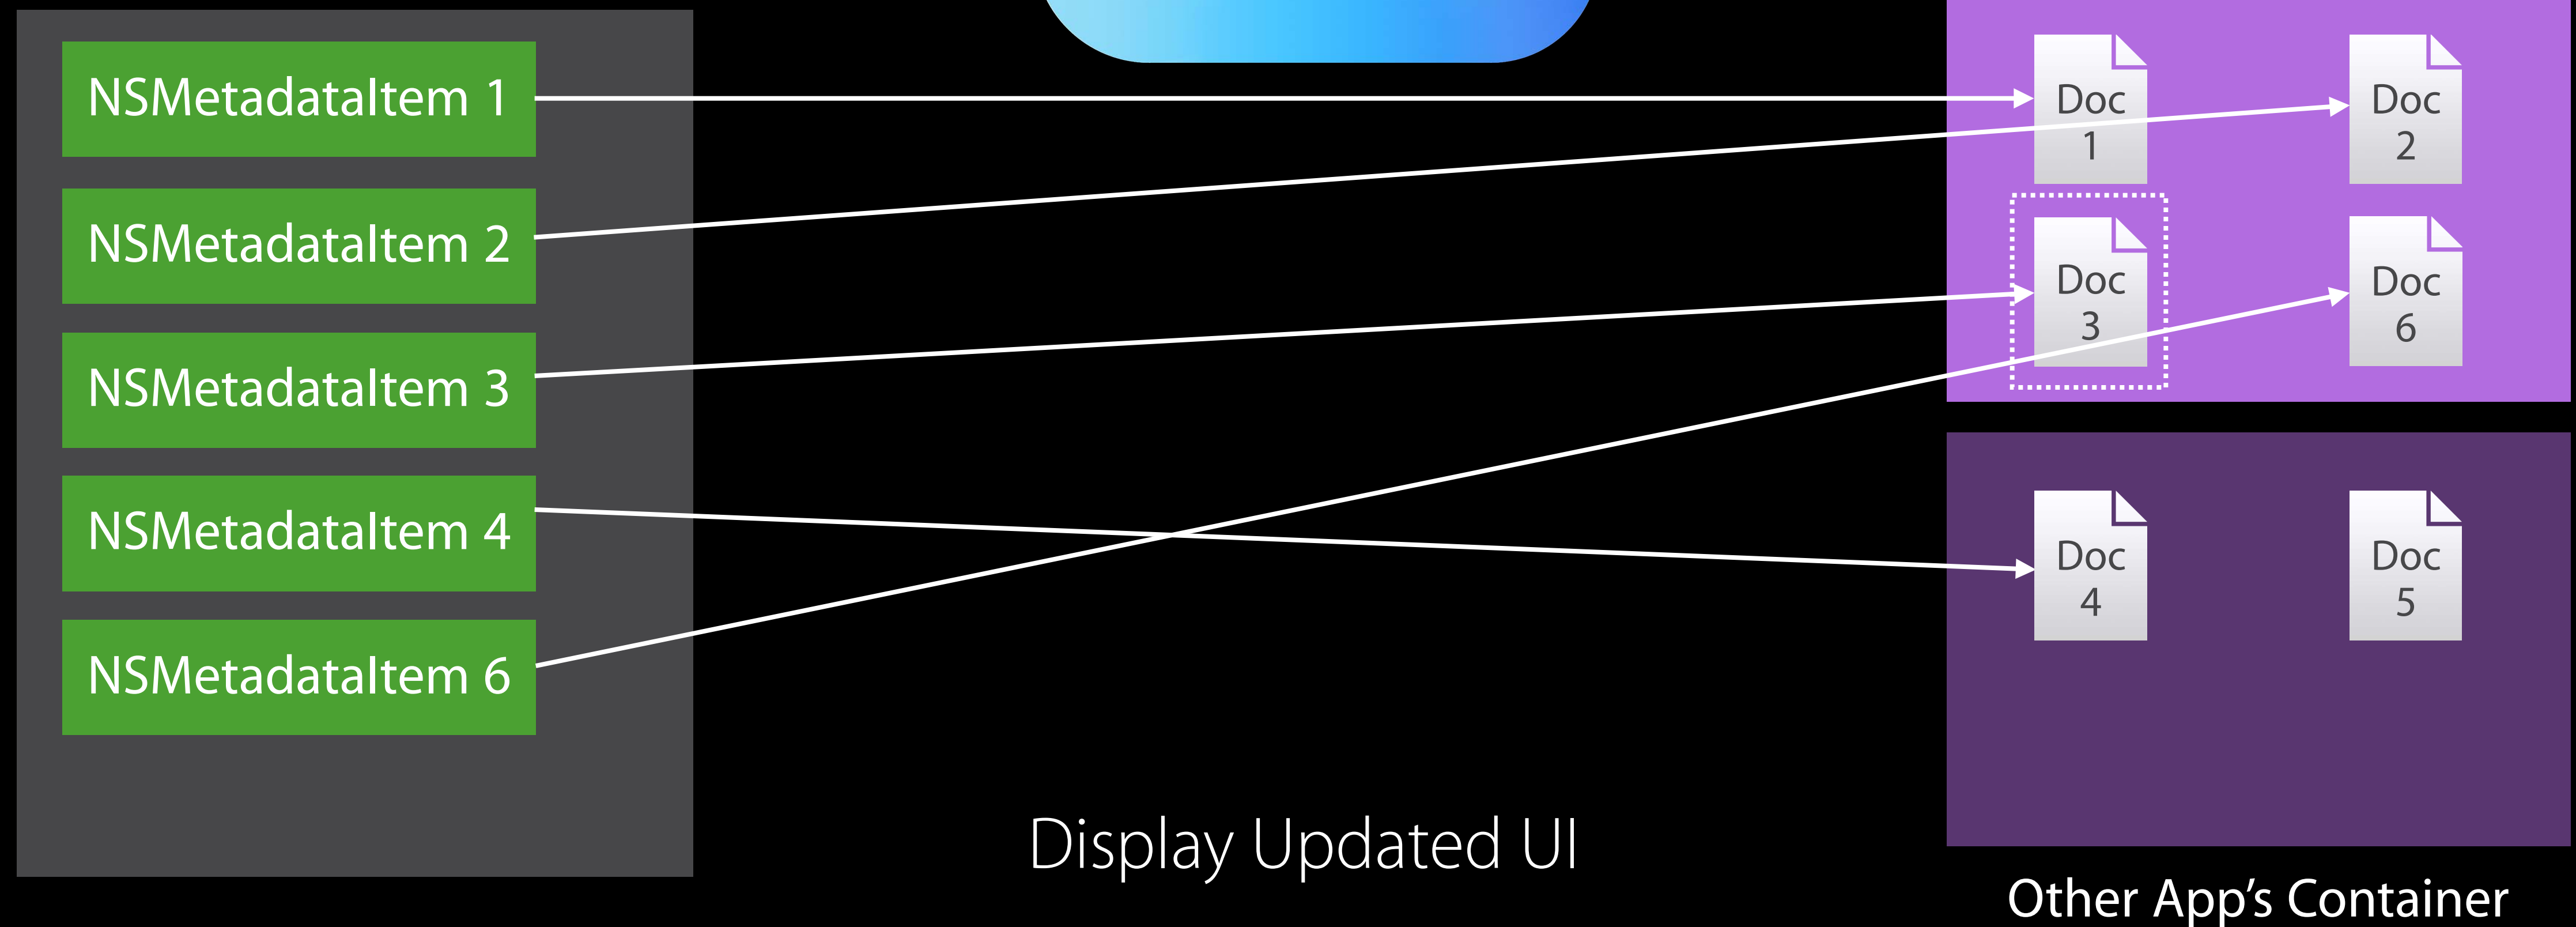 NSMetadataItem 1
NSMetadataItem 2
NSMetadataItem 3
NSMetadataItem 4
NSMetadataItem 6
Doc
1
Doc
2
Doc
3
Doc
6
Doc
4
Doc
5
Display Updated UI
Other App’s Container